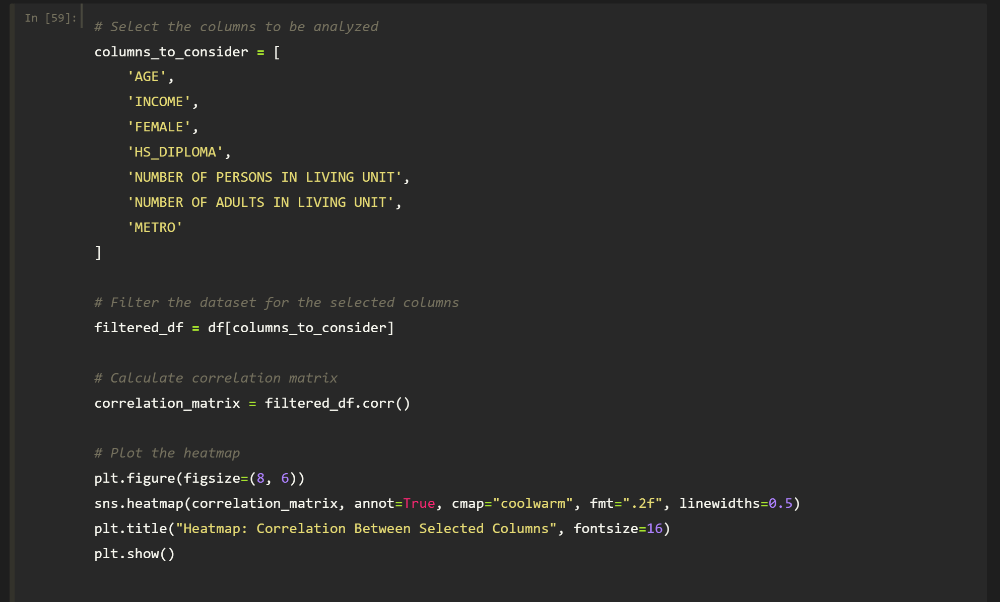 In [59]:
# Select the columns to be analyzed
columns_to_consider = [
    'AGE',
    'INCOME',
    'FEMALE',
    'HS_DIPLOMA',
    'NUMBER OF PERSONS IN LIVING UNIT',
    'NUMBER OF ADULTS IN LIVING UNIT',
    'METRO'
]
# Filter the dataset for the selected columns
filtered_df = df[columns_to_consider]
# Calculate correlation matrix
correlation_matrix = filtered_df.corr()
# Plot the heatmap
plt.figure(figsize=(8, 6))
sns.heatmap(correlation_matrix, annot=True, cmap="coolwarm", fmt=".2f", linewidths=0.5)
plt.title("Heatmap: Correlation Between Selected Columns", fontsize=16)
plt.show()